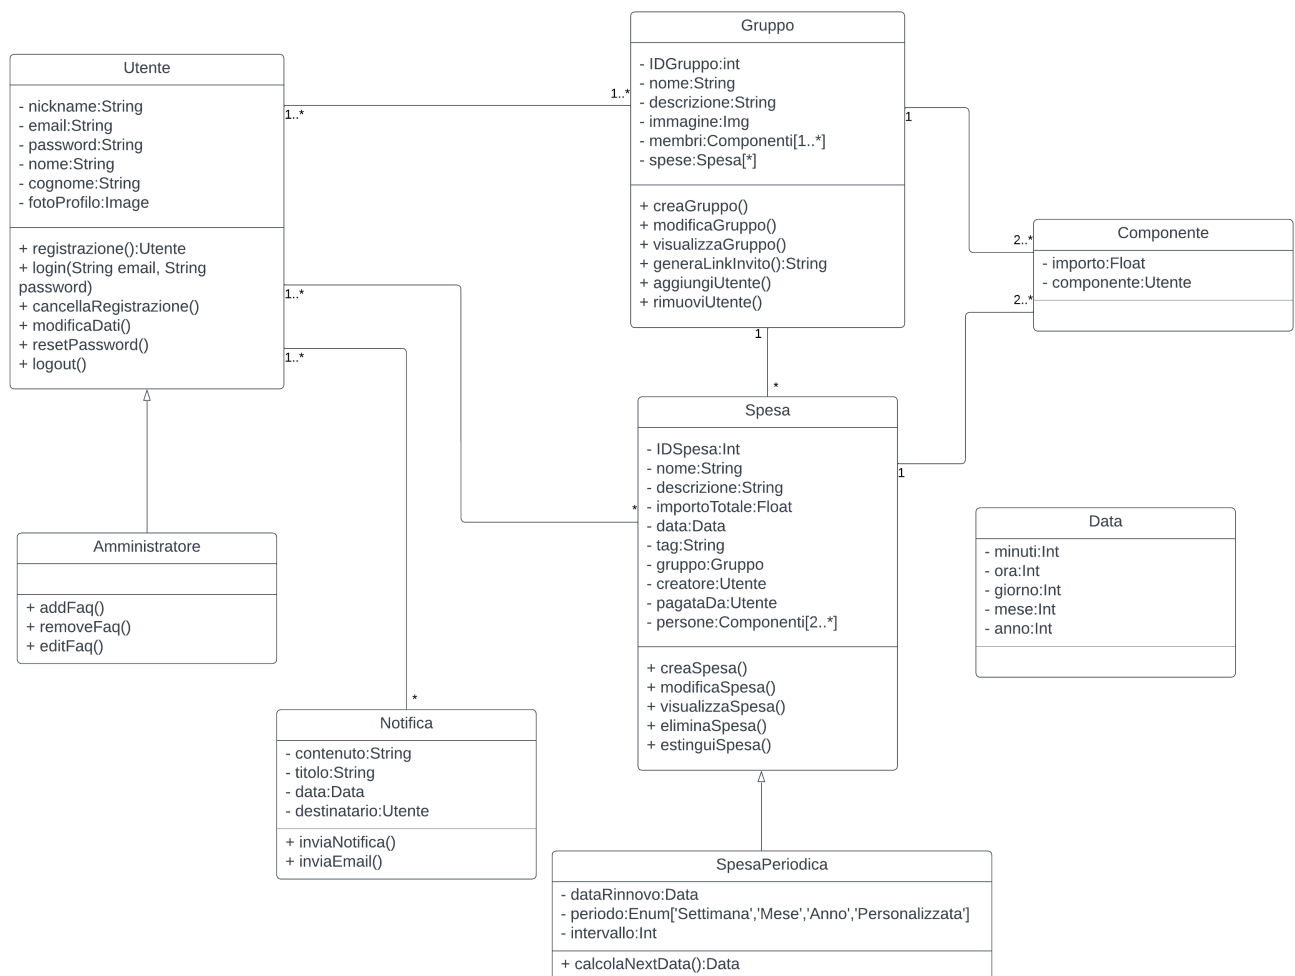 Gruppo
- IDGruppo:int
- nome:String
- descrizione:String
- immagine:Img
- membri:Componenti[1..*]
- spese:Spesa[*]
+ creaGruppo()
+ modificaGruppo()
+ visualizzaGruppo()
+ generaLinkInvito():String
+ aggiungiUtente()
+ rimuoviUtente()
Utente
- nickname:String
- email:String
- password:String
- nome:String
- cognome:String
- fotoProfilo:Image
+ registrazione():Utente
+ login(String email, String
password)
+ cancellaRegistrazione()
+ modificaDati()
+ resetPassword()
+ logout()
1..*
1..*
1
2..*
1..*
*
1..*
*
1
*
1
2..*
Componente
- importo:Float
- componente:Utente
Spesa
- IDSpesa:Int
- nome:String
- descrizione:String
- importoTotale:Float
- data:Data
- tag:String
- gruppo:Gruppo
- creatore:Utente
- pagataDa:Utente
- persone:Componenti[2..*]
+ creaSpesa()
+ modificaSpesa()
+ visualizzaSpesa()
+ eliminaSpesa()
+ estinguiSpesa()
Data
- minuti:Int
- ora:Int
- giorno:Int
- mese:Int
- anno:Int
Amministratore
+ addFaq()
+ removeFaq()
+ editFaq()
Notifica
- contenuto:String
- titolo:String
- data:Data
- destinatario:Utente
+ inviaNotifica()
+ inviaEmail()
SpesaPeriodica
- dataRinnovo:Data
- periodo:Enum['Settimana','Mese','Anno','Personalizzata']
- intervallo:Int
+ calcolaNextData():Data